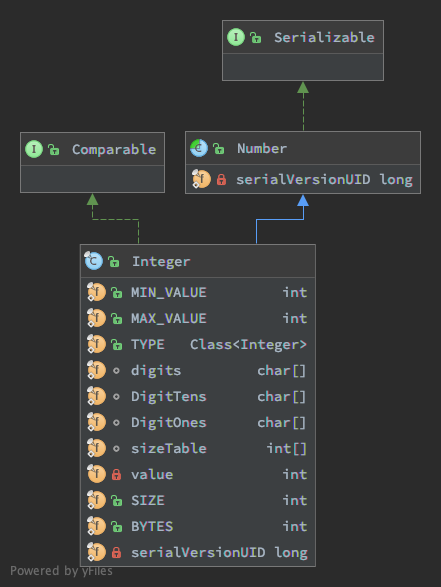 Serializable
Comparable
Number
serialVersionUID long
Integer
MIN_VALUE int
MAX_VALUE int
TYPE Class<Integer>
digits char[]
DigitTens char[]
DigitOnes char[]
sizeTable int[]
value int
SIZE int
BYTES int
serialVersionUID long
Powered by yFiles